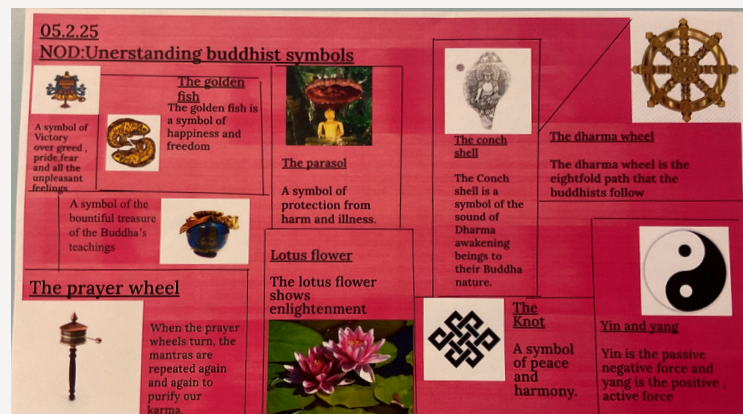 05.2.25
NOD:Unerstanding buddhist symbols
A symbol of
Victory
over greed ,
pride,fear
and all the
unpleasant
feelings
The golden
fish
The golden fish is
a symbol of
happiness and
freedom
The parasol
A symbol of
protection from
harm and illness.
The conch
shell
The Conch
shell is a
symbol of the
sound of
Dharma
awakening
beings to
their Buddha
nature.
The dharma wheel
The dharma wheel is the
eightfold path that the
buddhists follow
A symbol of the
bountiful treasure
of the Buddha's
teachings
Lotus flower
The lotus flower
shows
enlightenment
The prayer wheel
When the prayer
wheels turn, the
mantras are
repeated again
and again to
purify our
karma.
The
Knot
A symbol
of peace
and
harmony.
Yin and yang
Yin is the passive
negative force and
yang is the positive ,
active force